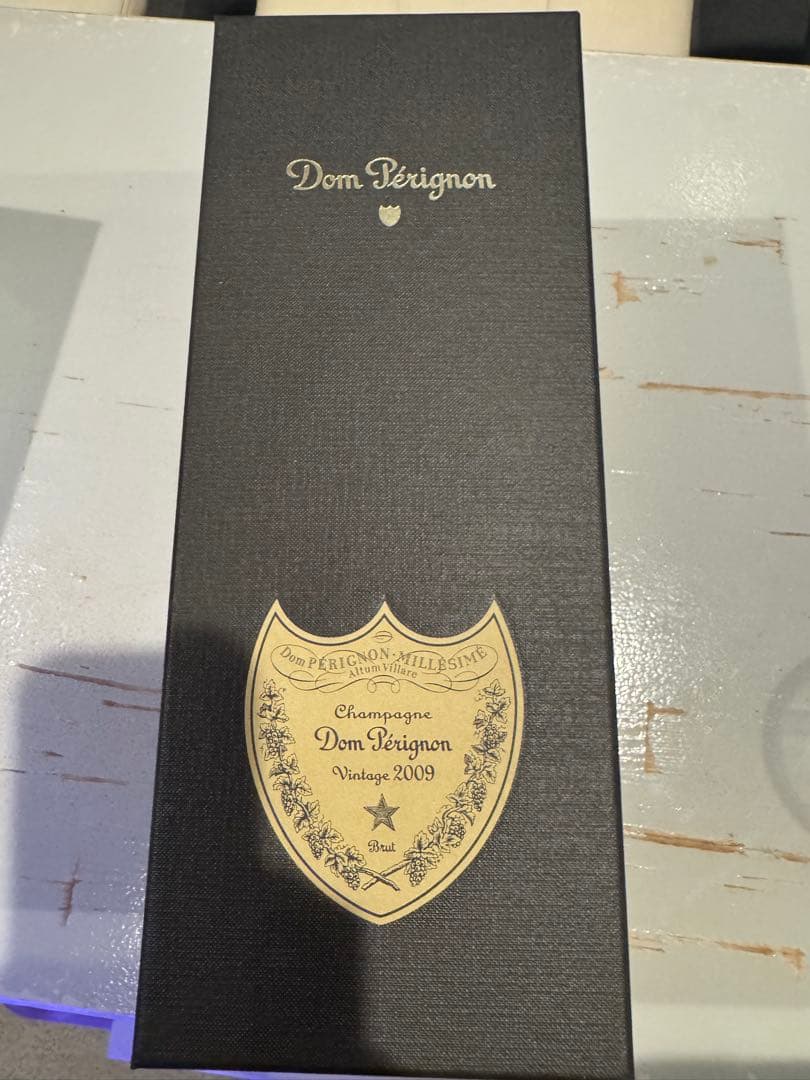 Dom Pérignon
Dom PÉRIGNON · MILLÉSIMÉ
Altum Villare
Champagne
Dom Pérignon
Vintage 2009
Brut